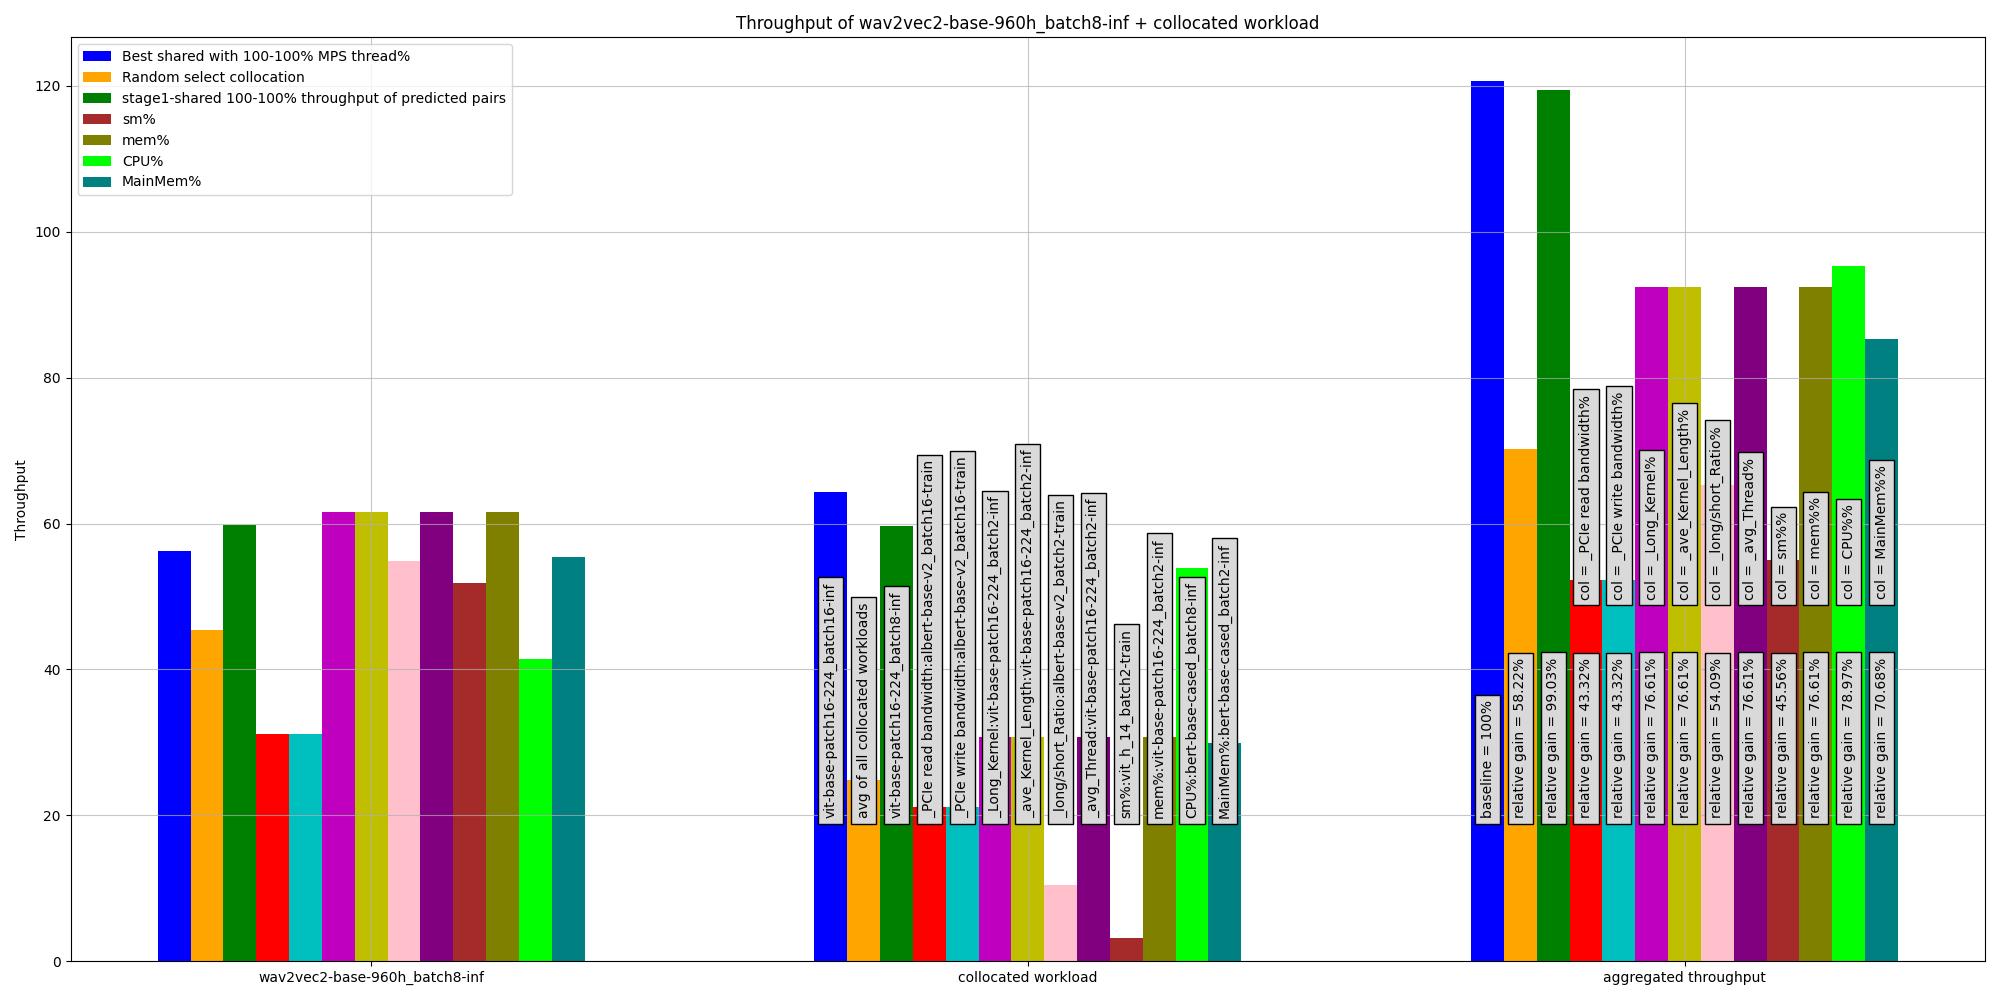 Throughput of wav2vec2-base-960h_batch8-inf + collocated workload
Best shared with 100-100% MPS thread%
Random select collocation
stage1-shared 100-100% throughput of predicted pairs
sm%
mem%
CPU%
MainMem%
Throughput
120
100
80
60
40
20
0
vit-base-patch16-224_batch16-inf
avg of all collocated workloads
vit-base-patch16-224_batch8-inf
_PCIe read bandwidth:albert-base-v2_batch16-train
_PCIe write bandwidth:albert-base-v2_batch16-train
_Long_Kernel:vit-base-patch16-224_batch2-inf
_ave_Kernel_Length:vit-base-patch16-224_batch2-inf
_long/short_Ratio:albert-base-v2_batch2-train
_avg_Thread:vit-base-patch16-224_batch2-inf
sm%:vit_h_14_batch2-train
mem%:vit-base-patch16-224_batch2-inf
CPU%:bert-base-cased_batch8-inf
MainMem%:bert-base-cased_batch2-inf
col = _PCIe read bandwidth%
col = _PCIe write bandwidth%
col = _Long_Kernel%
col = _ave_Kernel_Length%
col = _long/short_Ratio%
col = _avg_Thread%
col = sm%%
col = mem%%
col = CPU%%
col = MainMem%%
baseline = 100%
relative gain = 58.22%
relative gain = 99.03%
relative gain = 43.32%
relative gain = 43.32%
relative gain = 76.61%
relative gain = 76.61%
relative gain = 54.09%
relative gain = 76.61%
relative gain = 45.56%
relative gain = 76.61%
relative gain = 78.97%
relative gain = 70.68%
wav2vec2-base-960h_batch8-inf
collocated workload
aggregated throughput